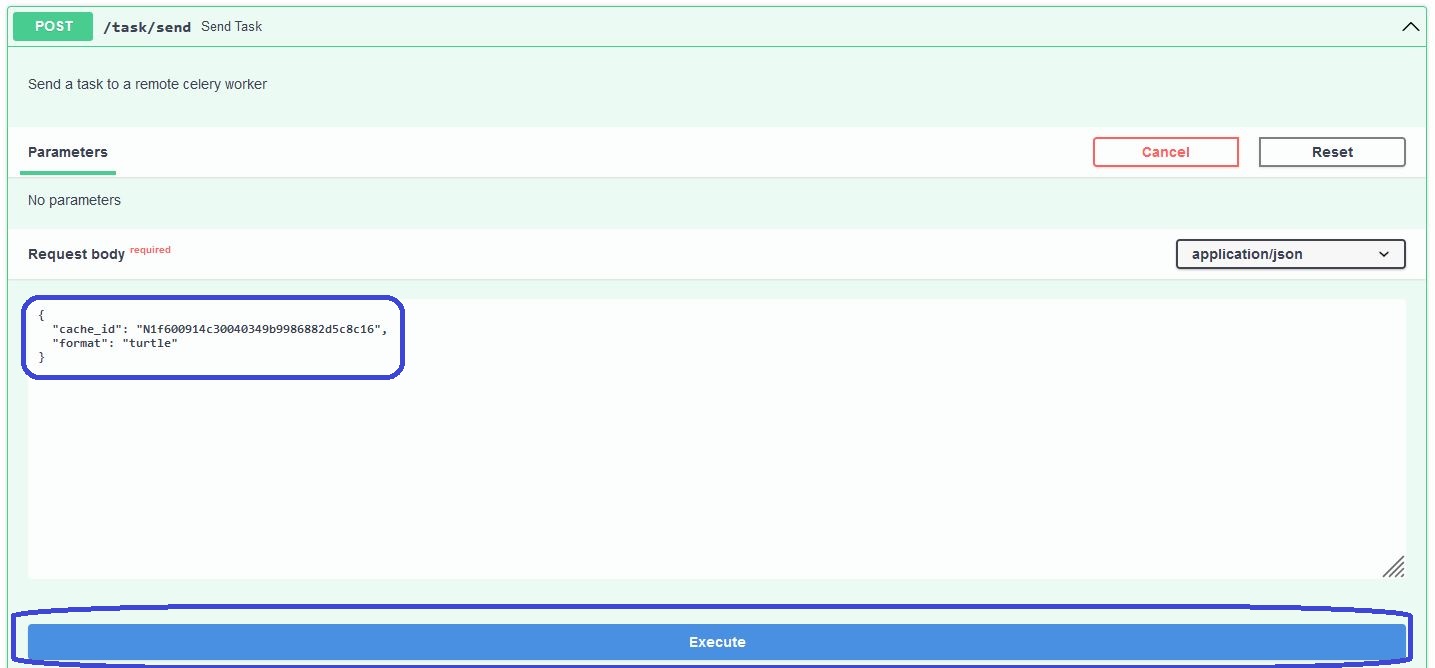 POST /task/send Send Task
Send a task to a remote celery worker
Parameters Cancel Reset
No parameters
Request body required application/json
{
"cache_id": "N1f600914c30040349b9986882d5c8c16",
"format": "turtle"
}
Execute